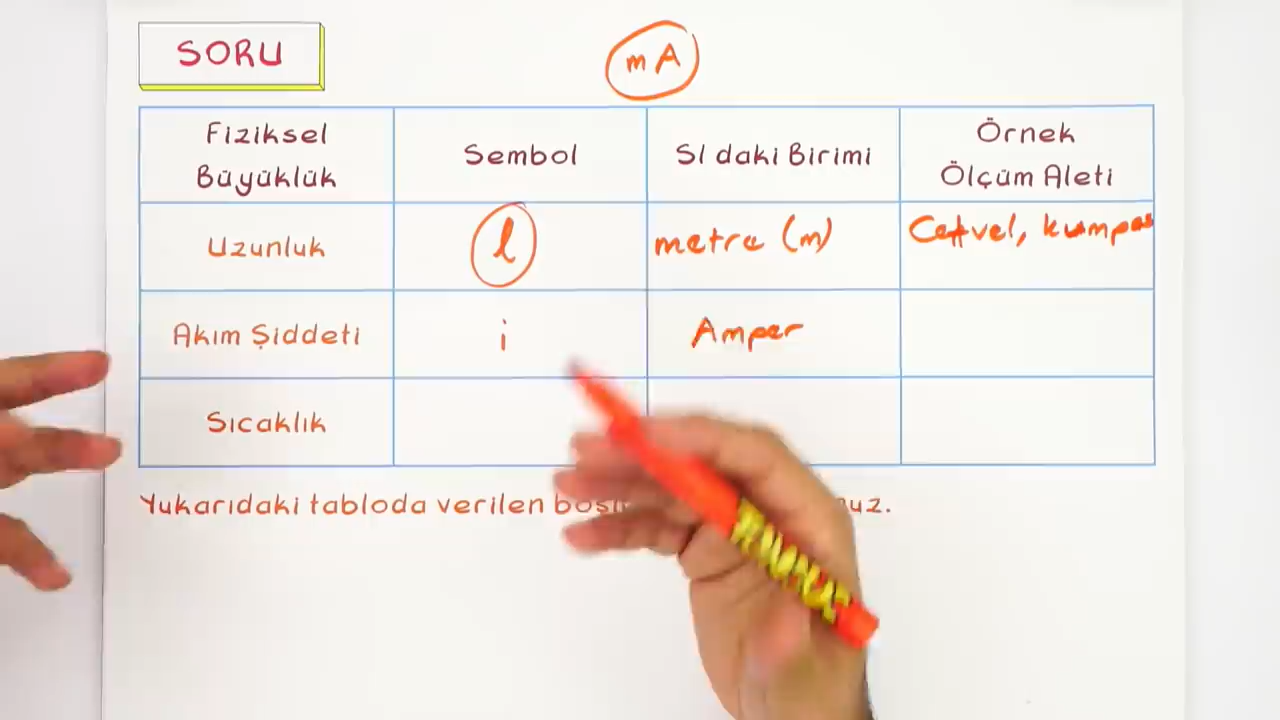 SORU
mA
Fiziksel
Büyüklük
Sembol
SI daki Birimi
Örnek
Ölçüm Aleti
Uzunluk
l
metre (m)
Cetvel, kumpas
Akım Şiddeti
i
Amper
Sıcaklık
Yukarıdaki tabloda verilen